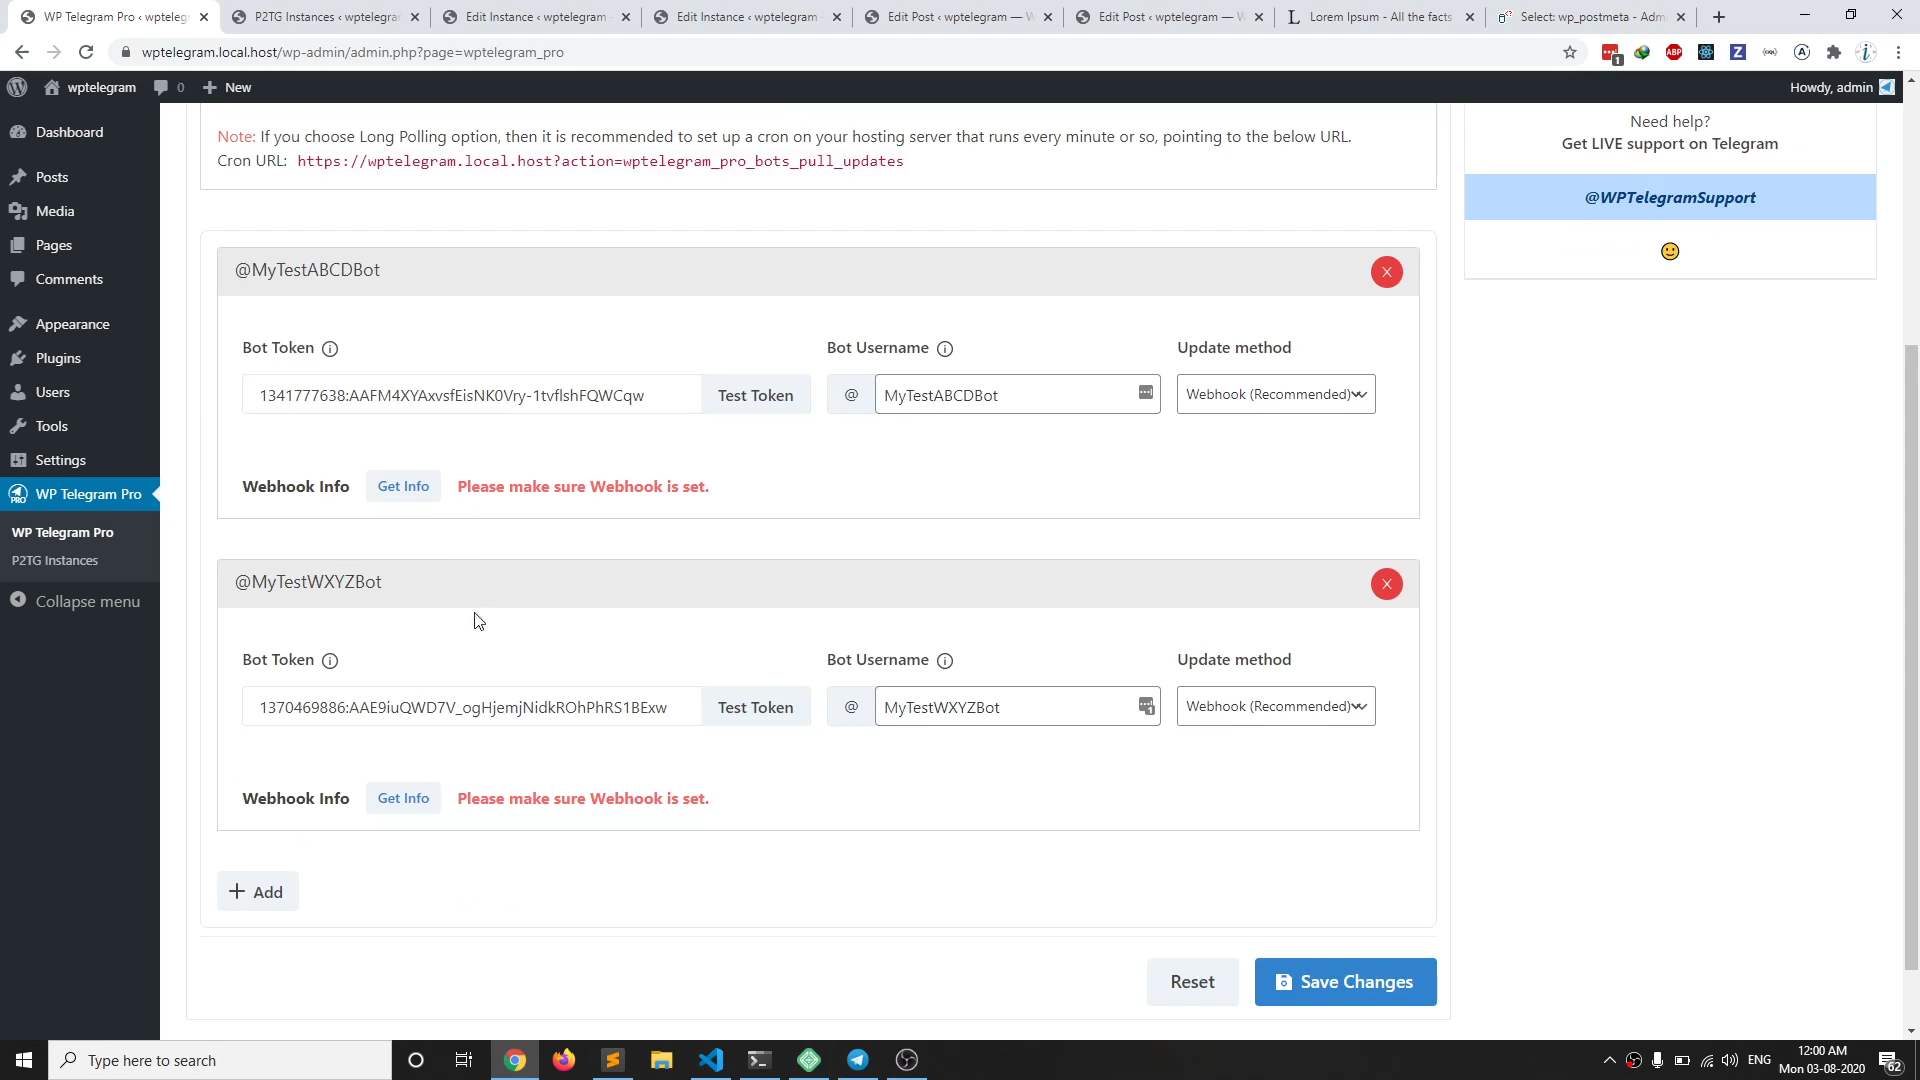 WP Telegram Pro ‹ wptelegr
P2TG Instances ‹ wptelegra
Edit Instance ‹ wptelegram
Edit Instance ‹ wptelegram
Edit Post ‹ wptelegram — W
Edit Post ‹ wptelegram — W
Lorem Ipsum - All the facts
Select: wp_postmeta - Adm
wptelegram.local.host/wp-admin/admin.php?page=wptelegram_pro
wptelegram
0
New
Howdy, admin
Dashboard
Posts
Media
Pages
Comments
Appearance
Plugins
Users
Tools
Settings
WP Telegram Pro
WP Telegram Pro
P2TG Instances
Collapse menu
Note: If you choose Long Polling option, then it is recommended to set up a cron on your hosting server that runs every minute or so, pointing to the below URL.
Cron URL: https://wptelegram.local.host?action=wptelegram_pro_bots_pull_updates
@MyTestABCDBot
X
Bot Token
Bot Username
Update method
1341777638:AAFM4XYAxvsfEisNK0Vry-1tvflshFQWCqw
Test Token
@
MyTestABCDBot
Webhook (Recommended)
Webhook Info
Get Info
Please make sure Webhook is set.
@MyTestWXYZBot
X
Bot Token
Bot Username
Update method
1370469886:AAE9iuQWD7V_ogHjemjNidkROhPhRS1BExw
Test Token
@
MyTestWXYZBot
Webhook (Recommended)
Webhook Info
Get Info
Please make sure Webhook is set.
Add
Reset
Save Changes
Need help?
Get LIVE support on Telegram
@WPTelegramSupport
Type here to search
ENG
12:00 AM
Mon 03-08-2020
62